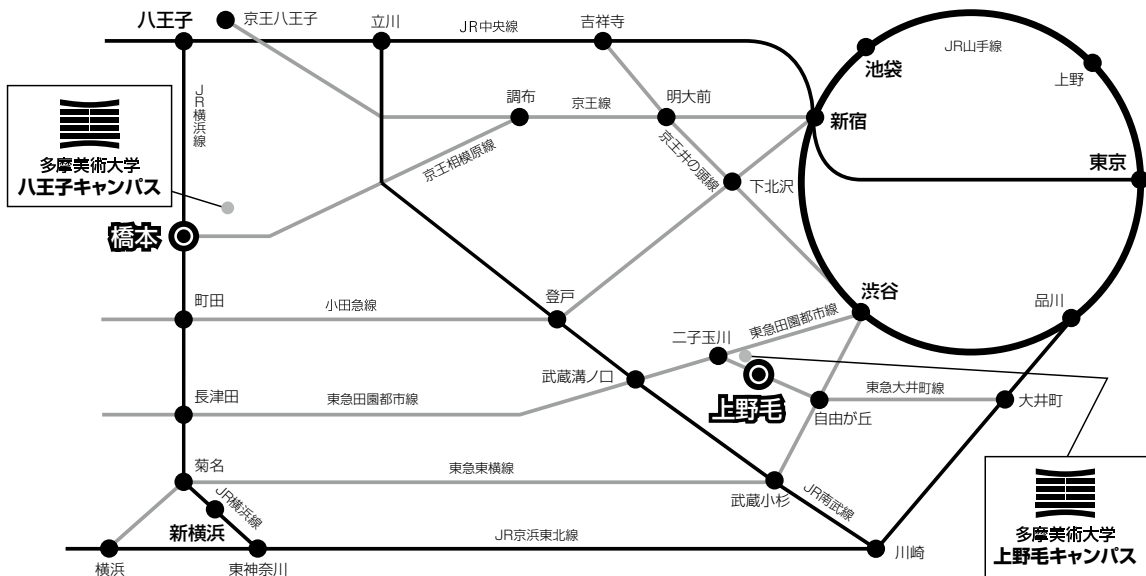 八王子
京王八王子
立川
JR中央線
吉祥寺
JR山手線
池袋
上野
JR横浜線
調布
京王線
明大前
新宿
多摩美術大学
八王子キャンパス
京王相模原線
京王井の頭線
下北沢
東京
橋本
町田
小田急線
登戸
渋谷
品川
二子玉川
東急田園都市線
武蔵溝ノ口
長津田
東急田園都市線
上野毛
東急大井町線
自由が丘
大井町
菊名
東急東横線
武蔵小杉
JR南武線
JR横浜線
新横浜
JR京浜東北線
横浜
東神奈川
川崎
多摩美術大学
上野毛キャンパス